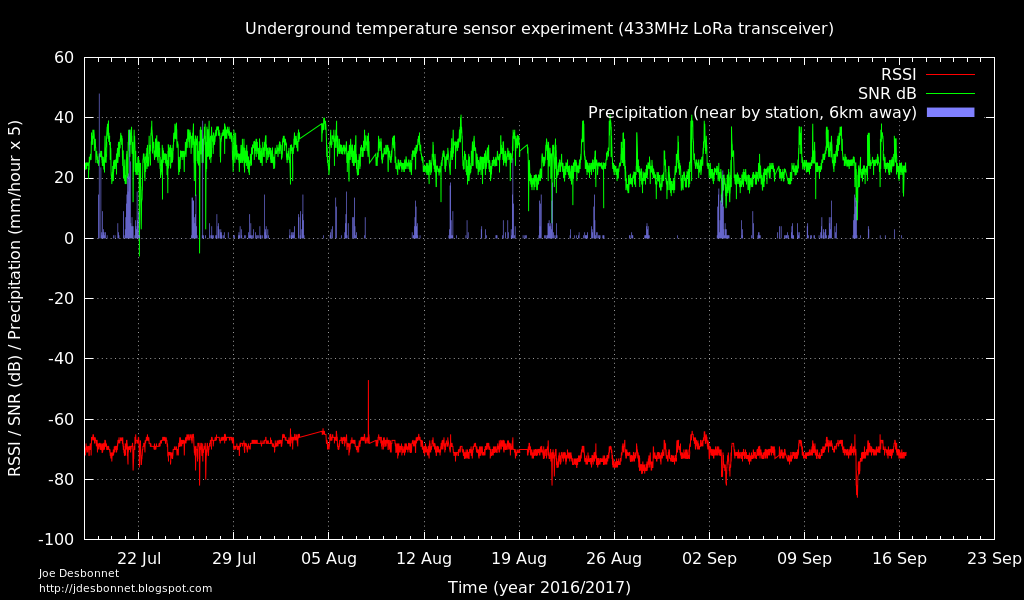 Underground temperature sensor experiment (433MHz LoRa transceiver)
RSSI
SNR dB
Precipitation (near by station, 6km away)
60
40
20
0
-20
-40
-60
-80
-100
RSSI / SNR (dB) / Precipitation (mm/hour x 5)
22 Jul
29 Jul
05 Aug
12 Aug
19 Aug
26 Aug
02 Sep
09 Sep
16 Sep
23 Sep
Time (year 2016/2017)
Joe Desbonnet
http://jdesbonnet.blogspot.com